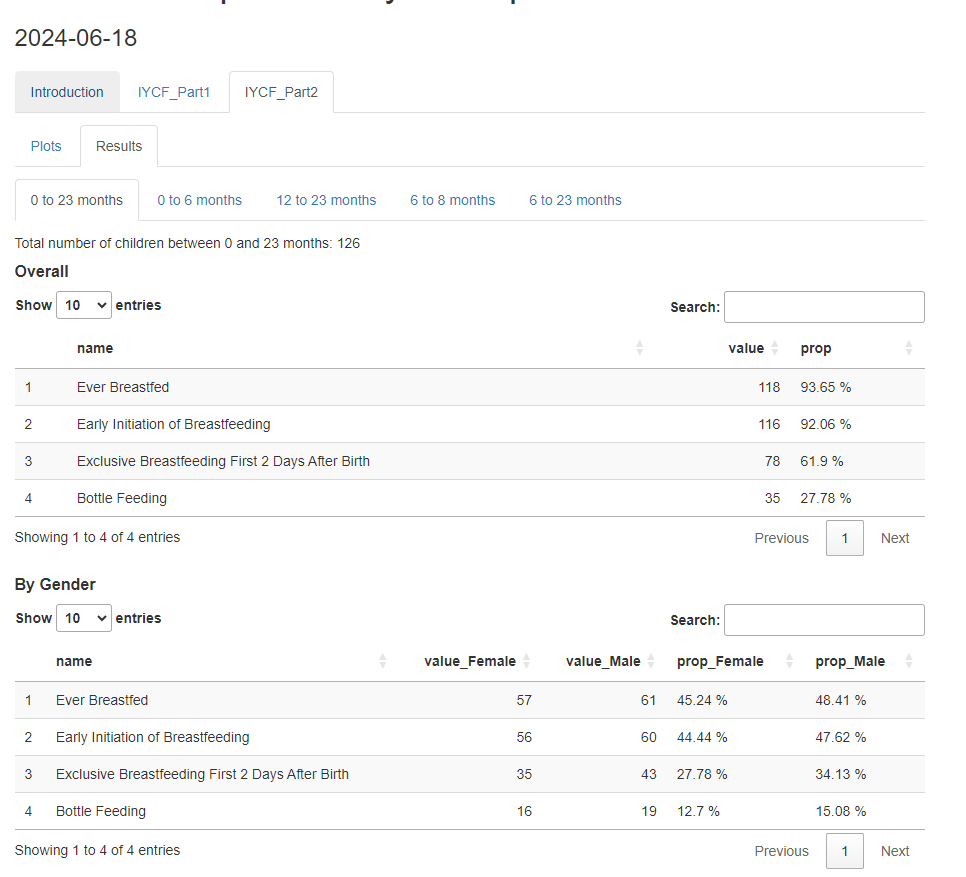 2024-06-18
Introduction IYCF_Part1 IYCF_Part2
Plots Results
0 to 23 months 0 to 6 months 12 to 23 months 6 to 8 months 6 to 23 months
Total number of children between 0 and 23 months: 126
Overall
Show 10 entries Search:
name value prop
1 Ever Breastfed 118 93.65 %
2 Early Initiation of Breastfeeding 116 92.06 %
3 Exclusive Breastfeeding First 2 Days After Birth 78 61.9 %
4 Bottle Feeding 35 27.78 %
Showing 1 to 4 of 4 entries Previous 1 Next
By Gender
Show 10 entries Search:
name value_Female value_Male prop_Female prop_Male
1 Ever Breastfed 57 61 45.24 % 48.41 %
2 Early Initiation of Breastfeeding 56 60 44.44 % 47.62 %
3 Exclusive Breastfeeding First 2 Days After Birth 35 43 27.78 % 34.13 %
4 Bottle Feeding 16 19 12.7 % 15.08 %
Showing 1 to 4 of 4 entries Previous 1 Next